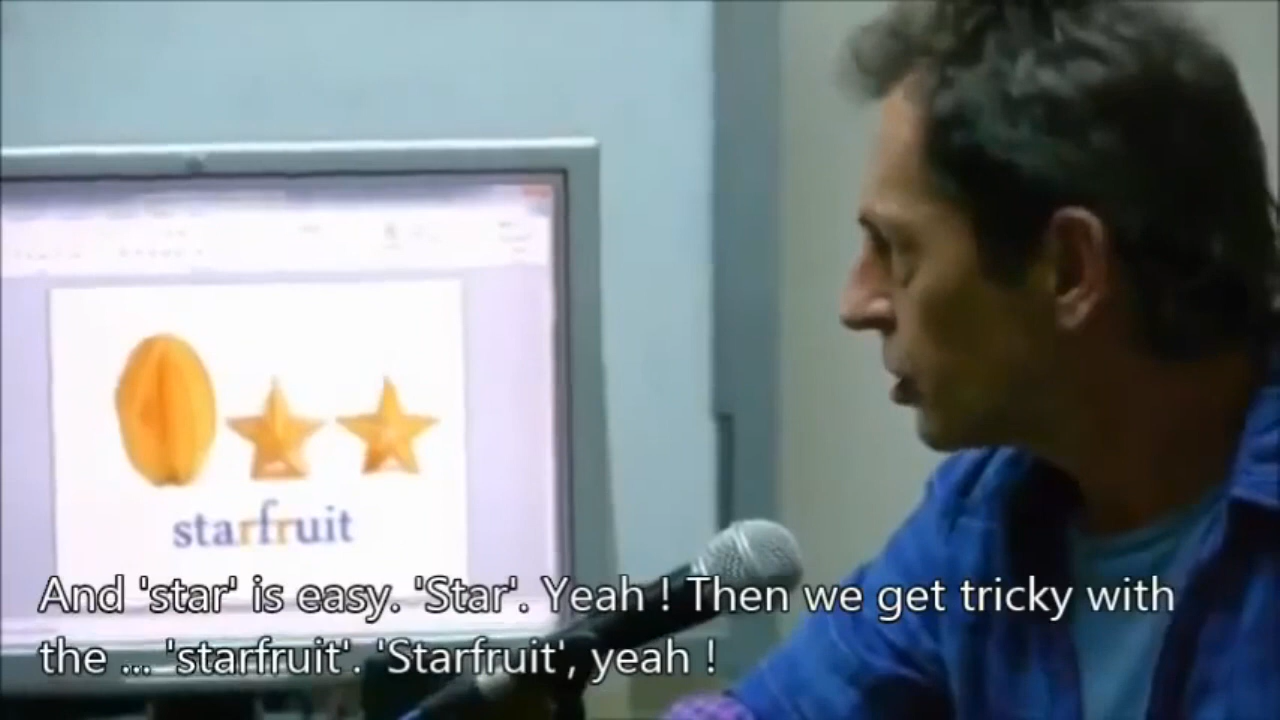 starfruit
And 'star' is easy. 'Star'. Yeah ! Then we get tricky with
the ... 'starfruit'. 'Starfruit', yeah !